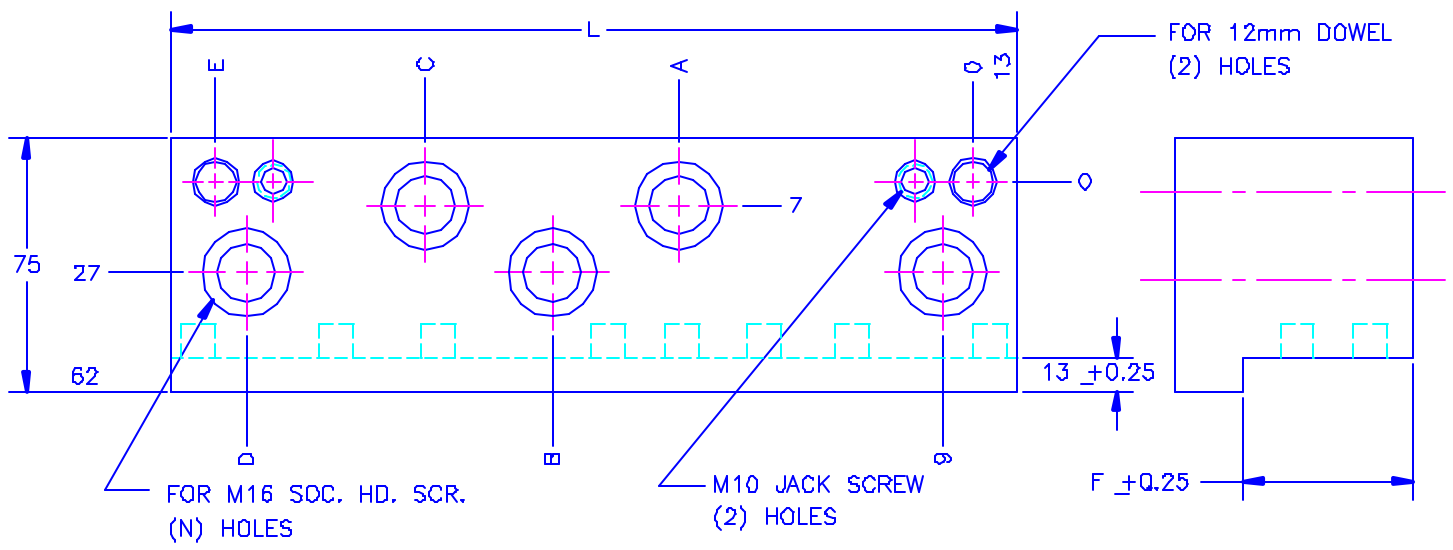 L
FOR 12mm DOWEL
(2) HOLES
E
C
A
0
13
0
7
75
27
62
13 _+0.25
D
B
9
F _+0.25
FOR M16 SOC. HD. SCR.
(N) HOLES
M10 JACK SCREW
(2) HOLES